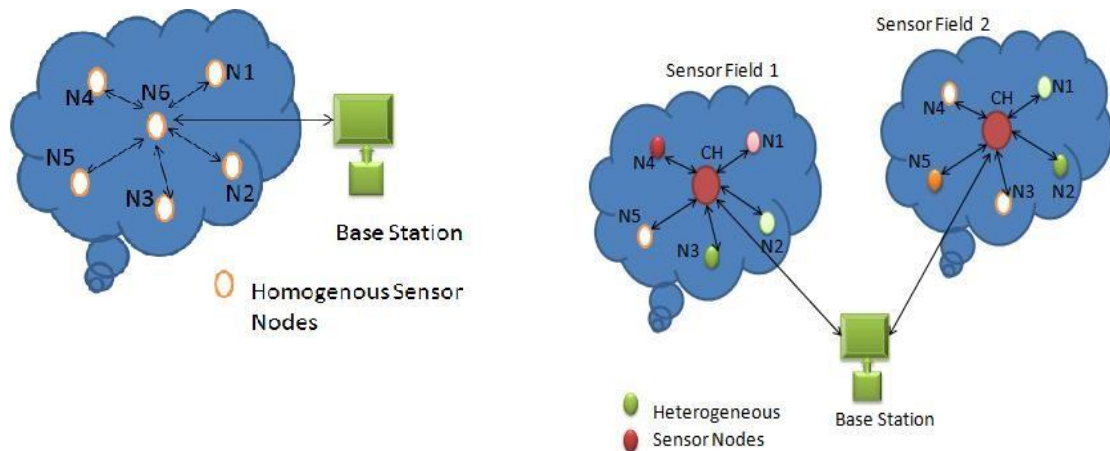 N1
N4
N6
N5
N2
N3
Base Station
Homogenous Sensor
Nodes
Sensor Field 1
CH
N1
N4
N5
N2
N3
Sensor Field 2
N4
CH
N1
N5
N2
N3
Base Station
Heterogeneous
Sensor Nodes